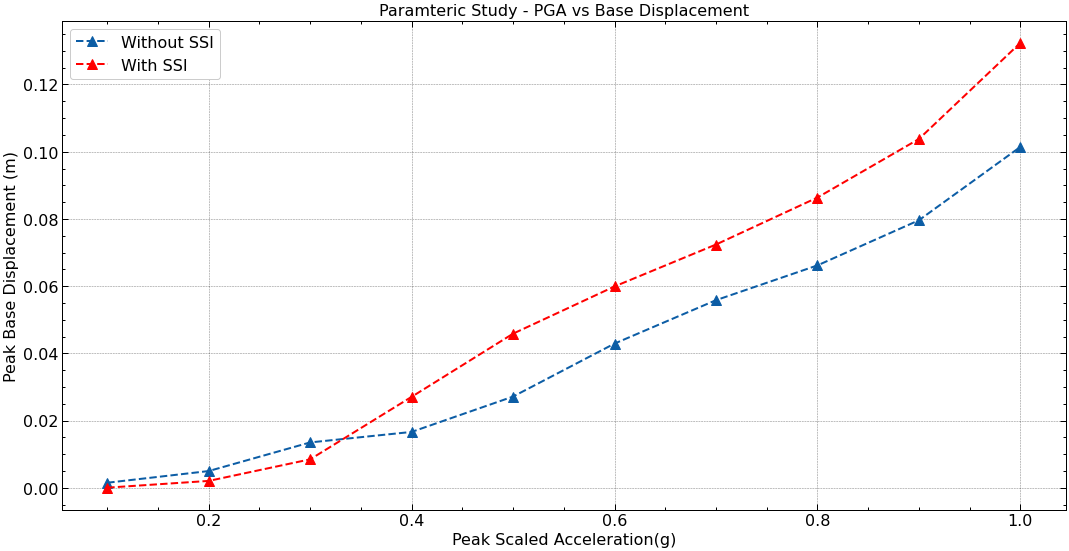 Paramteric Study - PGA vs Base Displacement
Without SSI
With SSI
Peak Base Displacement (m)
0.12
0.10
0.08
0.06
0.04
0.02
0.00
0.2 0.4 0.6 0.8 1.0
Peak Scaled Acceleration(g)